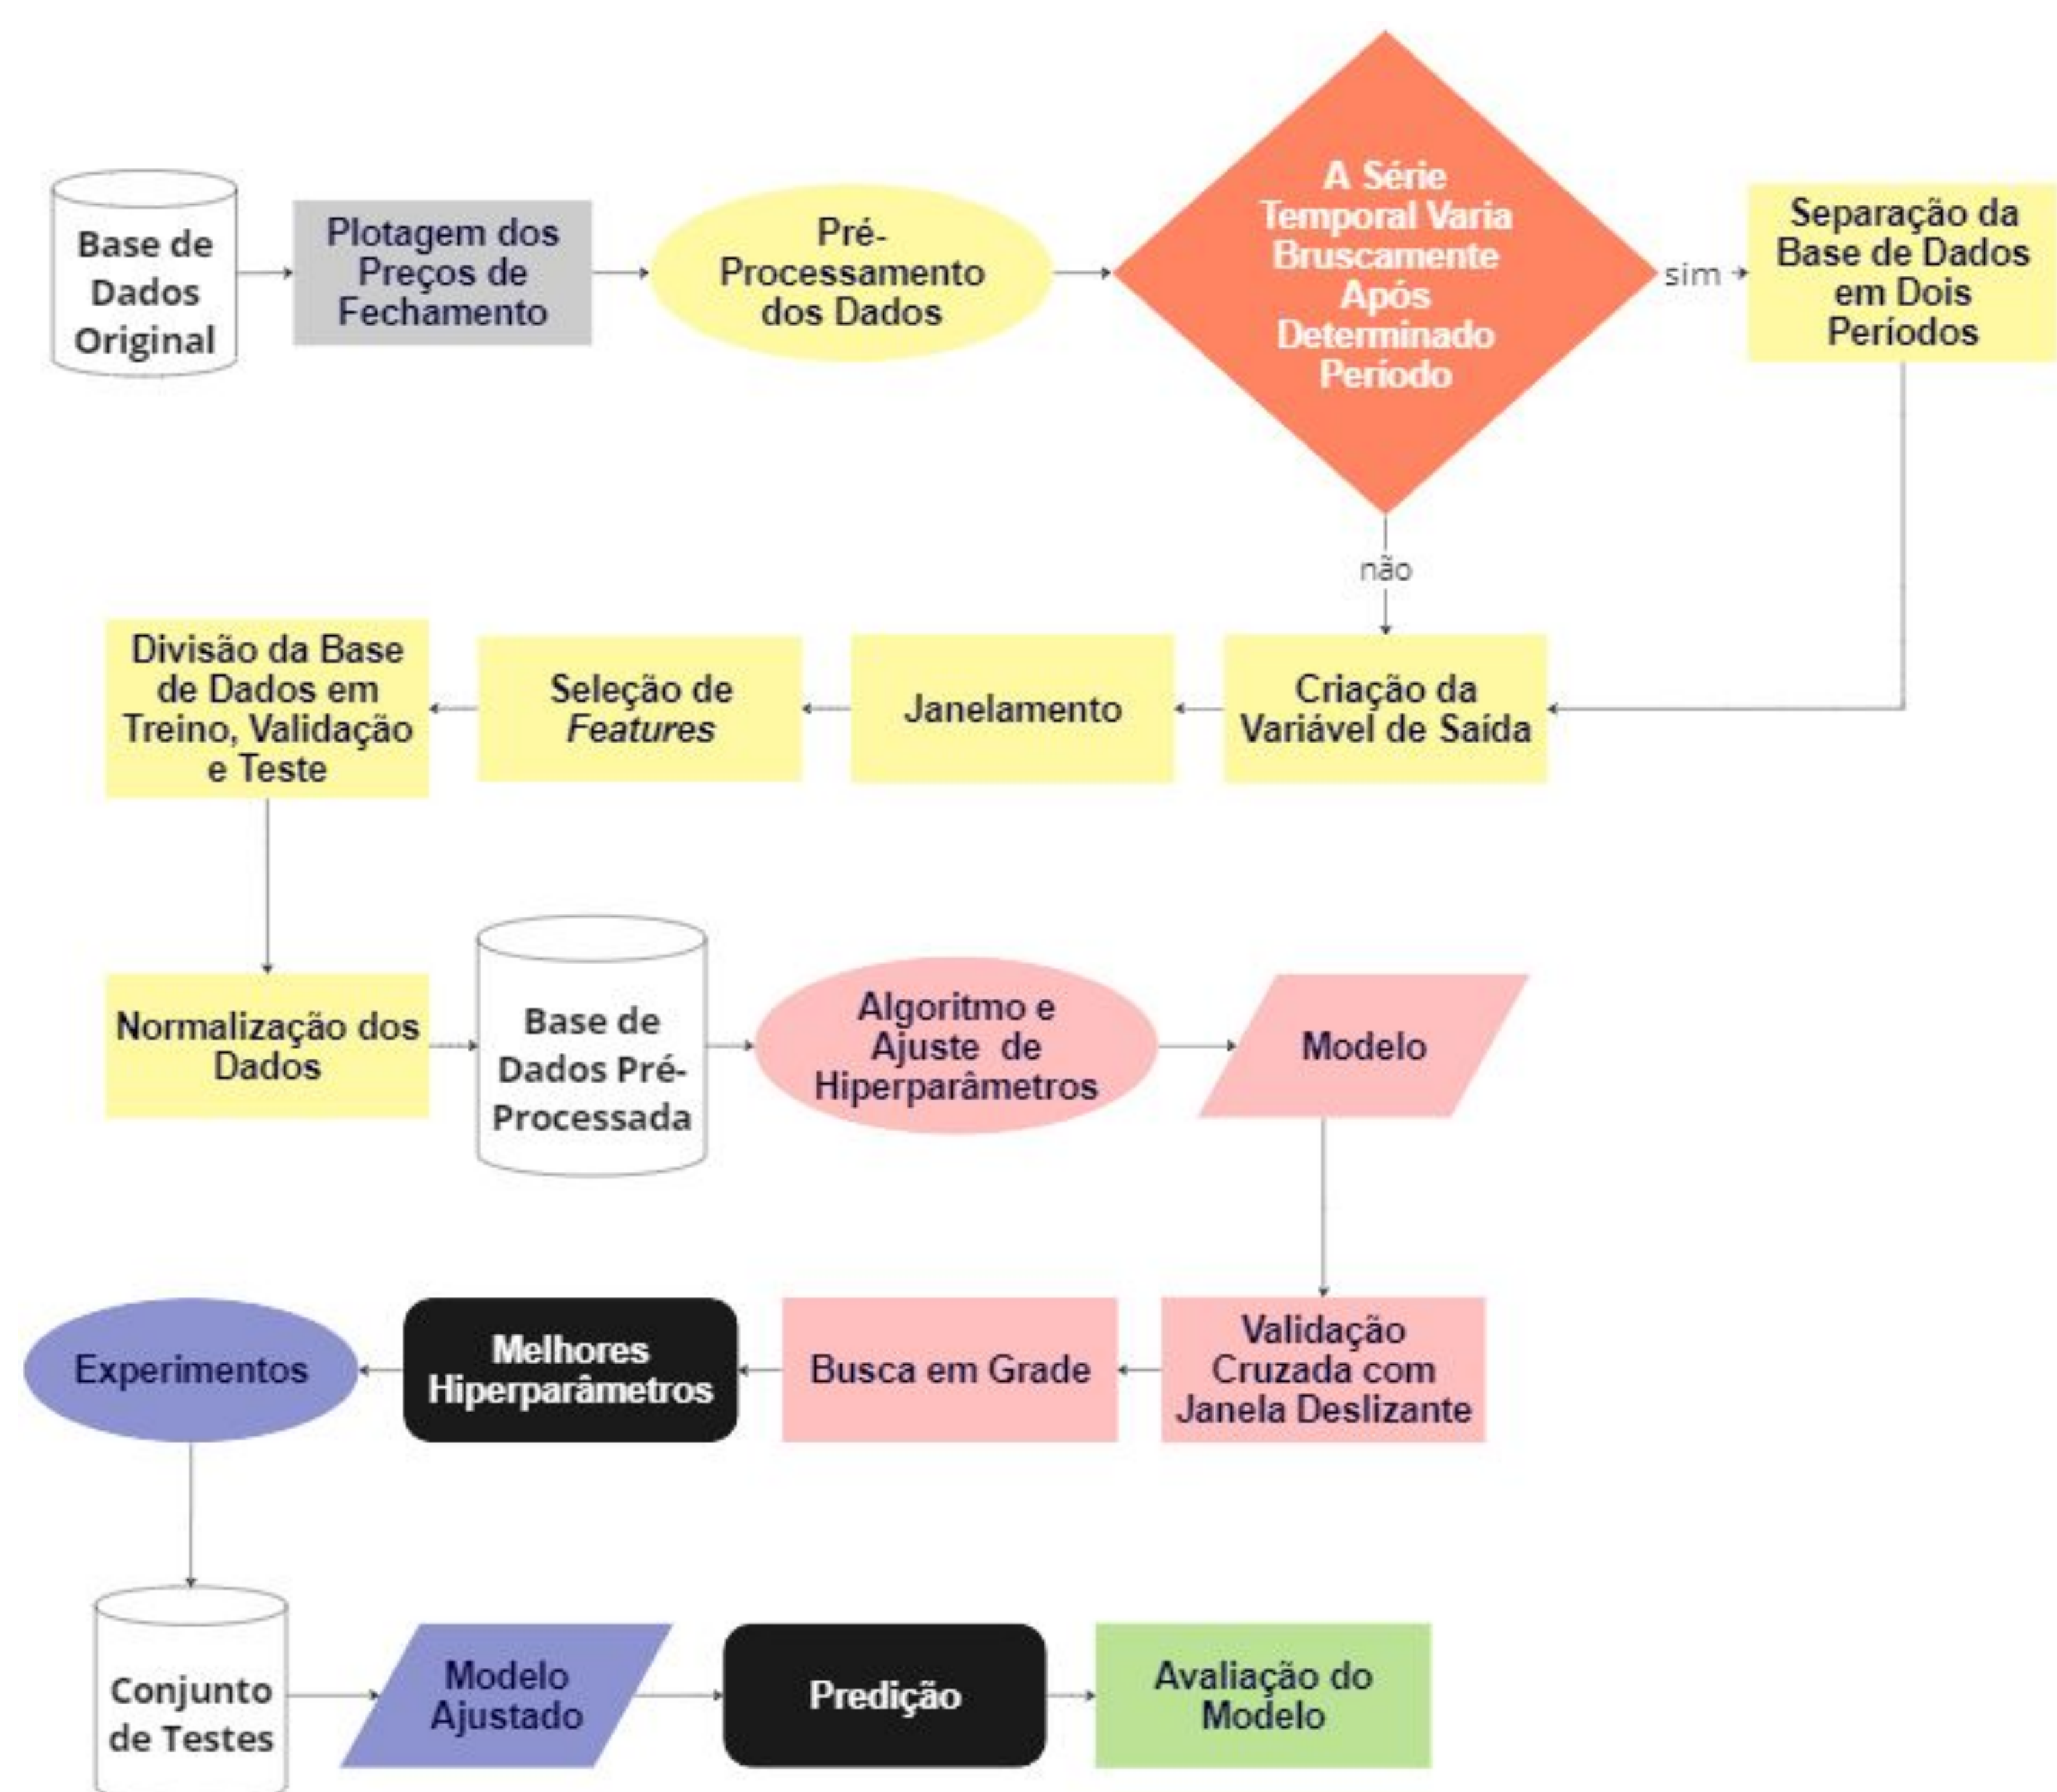 Base de
Dados
Original
Plotagem dos
Preços de
Fechamento
Pré-
Processamento
dos Dados
A Série
Temporal Varia
Bruscamente
Após
Determinado
Período
sim
Separação da
Base de Dados
em Dois
Períodos
não
Criação da
Variável de Saída
Janelamento
Seleção de
Features
Divisão da Base
de Dados em
Treino, Validação
e Teste
Normalização dos
Dados
Base de
Dados Pré-
Processada
Algoritmo e
Ajuste de
Hiperparâmetros
Modelo
Validação
Cruzada com
Janela Deslizante
Busca em Grade
Melhores
Hiperparâmetros
Experimentos
Conjunto
de Testes
Modelo
Ajustado
Predição
Avaliação do
Modelo